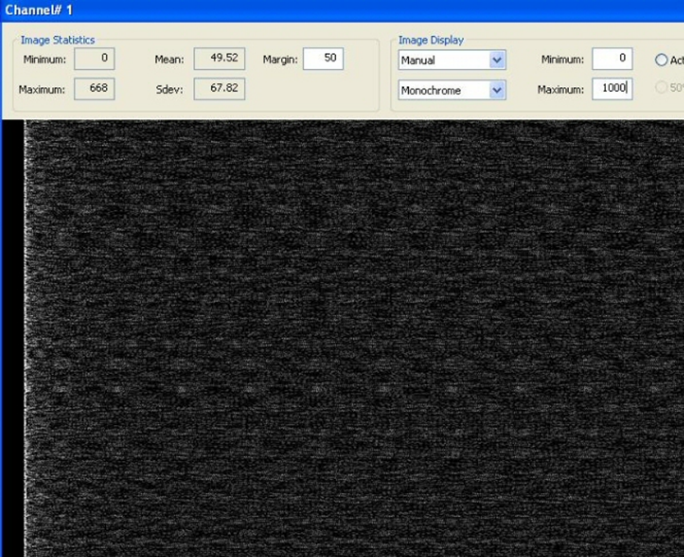 Channel# 1
Image Statistics
Minimum: 0 Mean: 49.52 Margin: 50
Maximum: 668 Sdev: 67.82
Image Display
Manual Minimum: 0
Monochrome Maximum: 1000
50